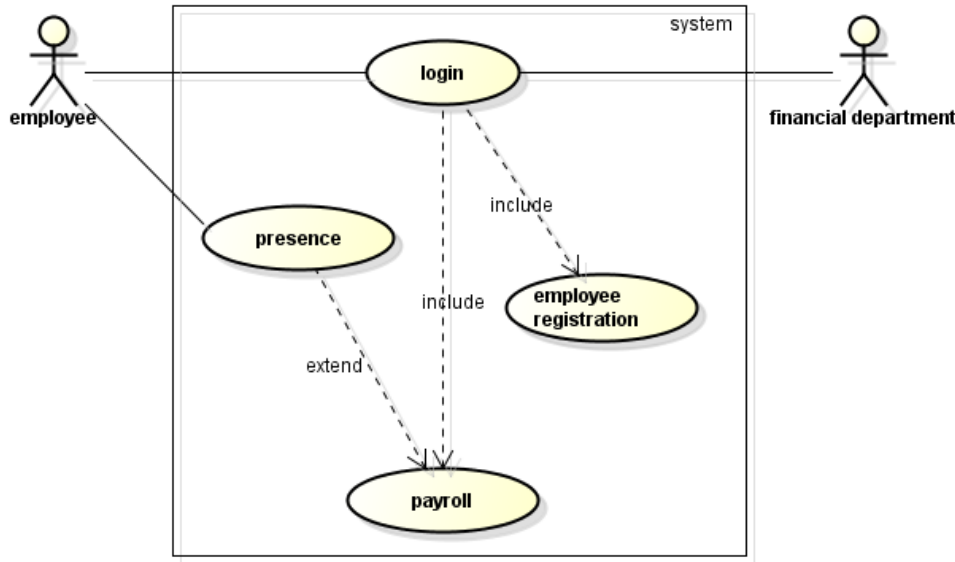 system
login
employee
financial department
include
presence
employee
registration
include
extend
payroll